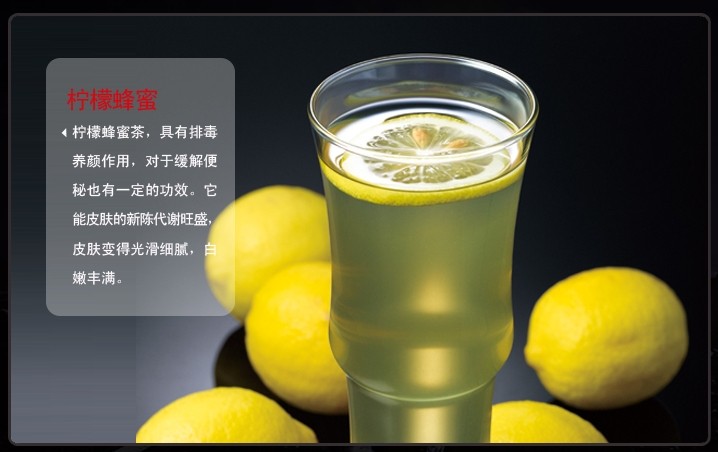 柠檬蜂蜜
柠檬蜂蜜茶，具有排毒
养颜作用，对于缓解便
秘也有一定的功效。它
能皮肤的新陈代谢旺盛,
皮肤变得光滑细腻，白
嫩丰满。